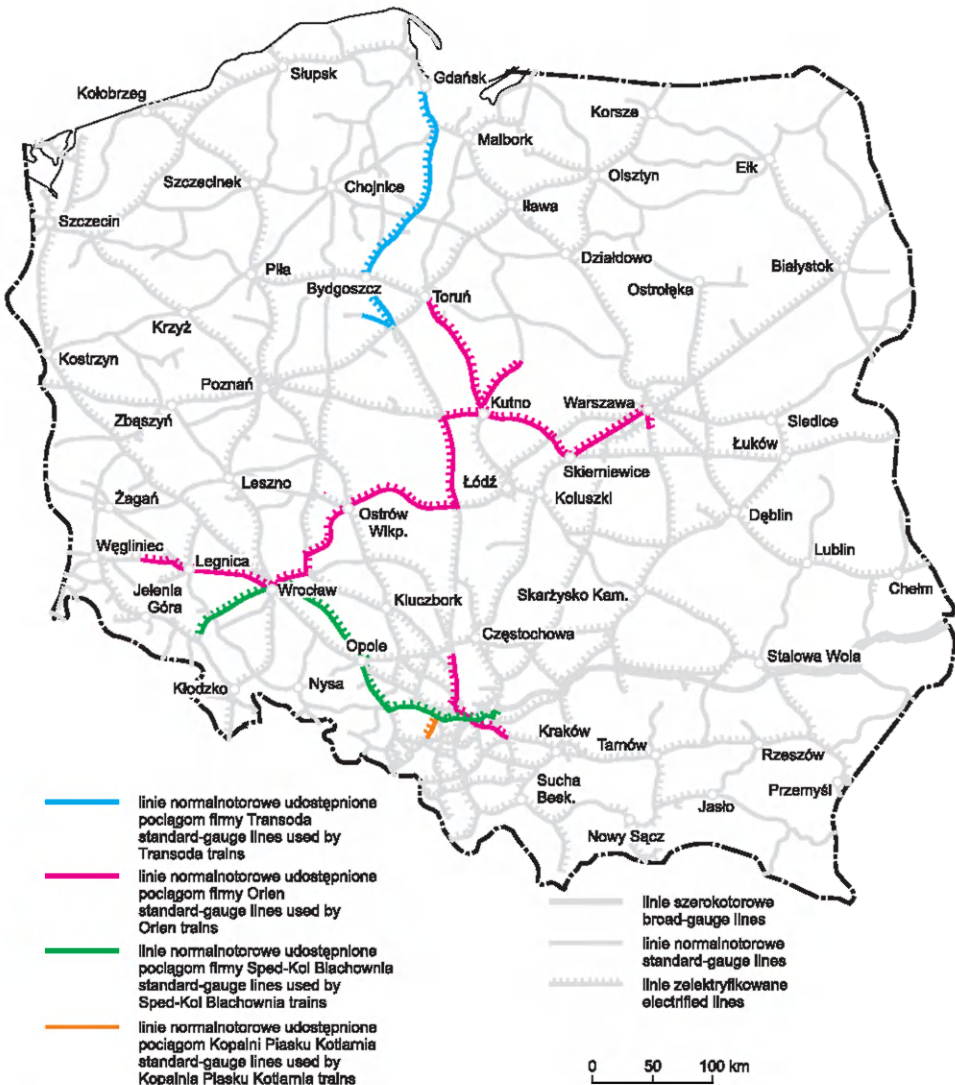 Słupsk
Gdańsk
Kołobrzeg
Korsze
Malbork
Ełk
Szczecinek
Chojnice
Olsztyn
Iława
Szczecin
Działdowo
Białystok
Piła
Bydgoszcz
Toruń
Ostrołęka
Krzyż
Kostrzyn
Poznań
Kutno
Warszawa
Siedlce
Zbąszyń
Łuków
Skierniewice
Leszno
Łódź
Koluszki
Żagań
Ostrów
Wlkp.
Dęblin
Węgliniec
Legnica
Lublin
Jelenia
Góra
Wrocław
Kluczbork
Skarżysko Kam.
Chełm
Częstochowa
Opole
Stalowa Wola
Kłodzko
Nysa
Kraków
Tarnów
Rzeszów
Sucha
Besk.
Przemyśl
Jasło
Nowy Sącz
linie normalnotorowe udostępnione
pociągom firmy Transoda
standard-gauge lines used by
Transoda trains
linie normalnotorowe udostępnione
pociągom firmy Orlen
standard-gauge lines used by
Orlen trains
linie normalnotorowe udostępnione
pociągom firmy Sped-Kol Blachownia
standard-gauge lines used by
Sped-Kol Blachownia trains
linie normalnotorowe udostępnione
pociągom Kopalni Piasku Kotlarnia
standard-gauge lines used by
Kopalnia Piasku Kotlarnia trains
linie szerokotorowe
broad-gauge lines
linie normalnotorowe
standard-gauge lines
linie zelektryfikowane
electrified lines
0 50 100 km